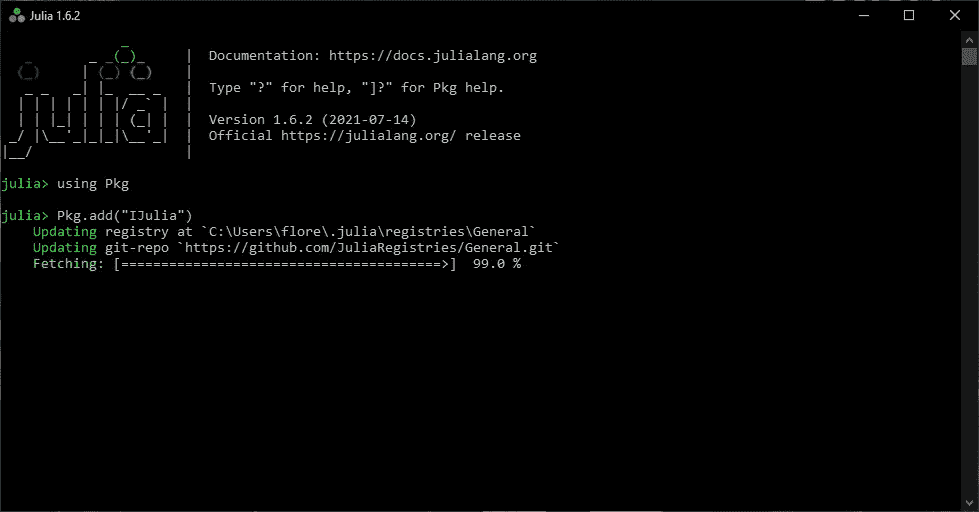 Julia 1.6.2
Documentation: https://docs.julialang.org
Type "?" for help, "]?" for Pkg help.
Version 1.6.2 (2021-07-14)
Official https://julialang.org/ release
julia> using Pkg
julia> Pkg.add("IJulia")
Updating registry at `C:\Users\flore\.julia\registries\General`
Updating git-repo `https://github.com/JuliaRegistries/General.git`
Fetching: [========================================>]  99.0 %